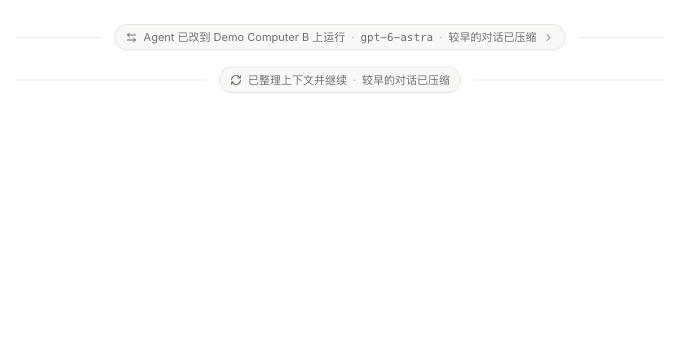 Agent 已改到 Demo Computer B 上运行 · gpt-6-astra · 较早的对话已压缩
已整理上下文并继续 · 较早的对话已压缩